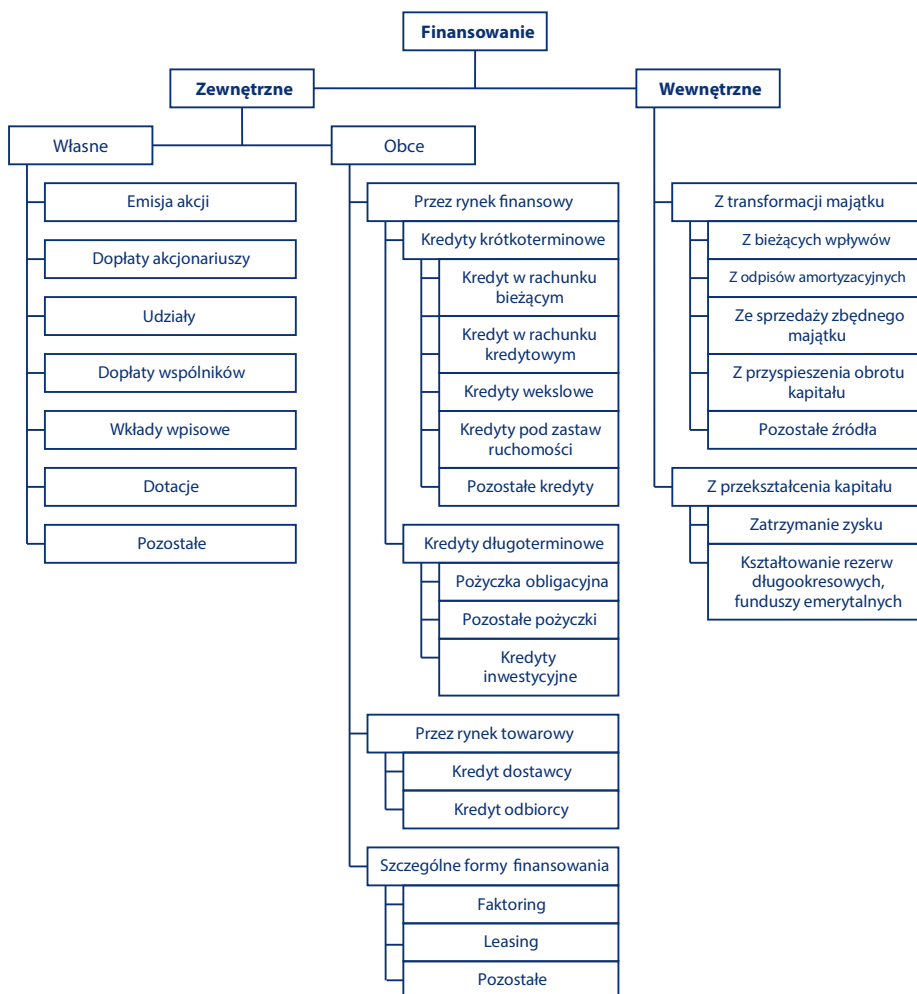 Finansowanie
Zewnętrzne
Wewnętrzne
Własne
Obce
Emisja akcji
Dopłaty akcjonariuszy
Udziały
Dopłaty wspólników
Wkłady wpisowe
Dotacje
Pozostałe
Przez rynek finansowy
Kredyty krótkoterminowe
Kredyt w rachunku
bieżącym
Kredyt w rachunku
kredytowym
Kredyty wekslowe
Kredyty pod zastaw
ruchomości
Pozostałe kredyty
Kredyty długoterminowe
Pożyczka obligacyjna
Pozostałe pożyczki
Kredyty
inwestycyjne
Przez rynek towarowy
Kredyt dostawcy
Kredyt odbiorcy
Szczególne formy finansowania
Faktoring
Leasing
Pozostałe
Z transformacji majątku
Z bieżących wpływów
Z odpisów amortyzacyjnych
Ze sprzedaży zbędnego
majątku
Z przyspieszenia obrotu
kapitału
Pozostałe źródła
Z przekształcenia kapitału
Zatrzymanie zysku
Kształtowanie rezerw
długookresowych,
funduszy emerytalnych